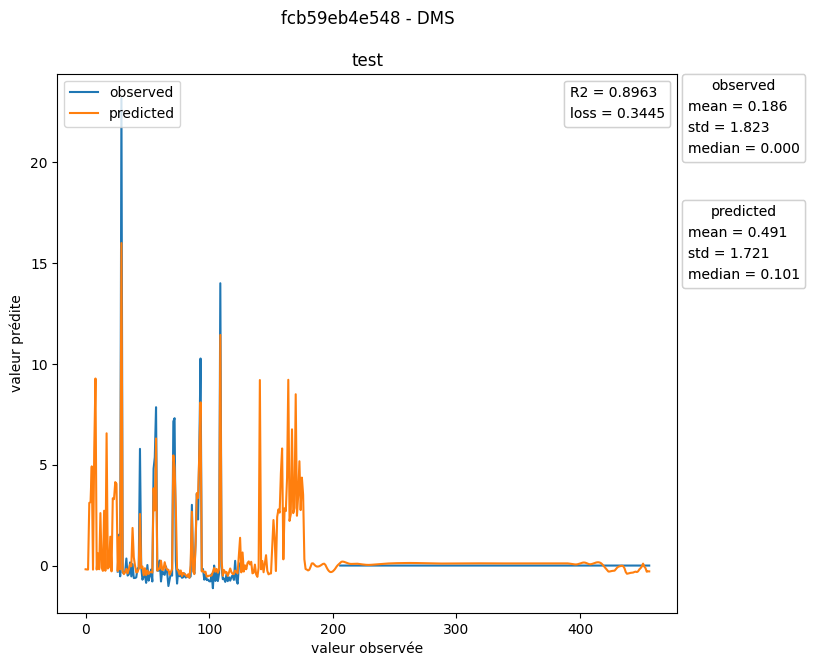 fcb59eb4e548 - DMS
test
observed
predicted
R2 = 0.8963
loss = 0.3445
observed
mean = 0.186
std = 1.823
median = 0.000
predicted
mean = 0.491
std = 1.721
median = 0.101
valeur prédite
20
15
10
5
0
0 100 200 300 400
valeur observée